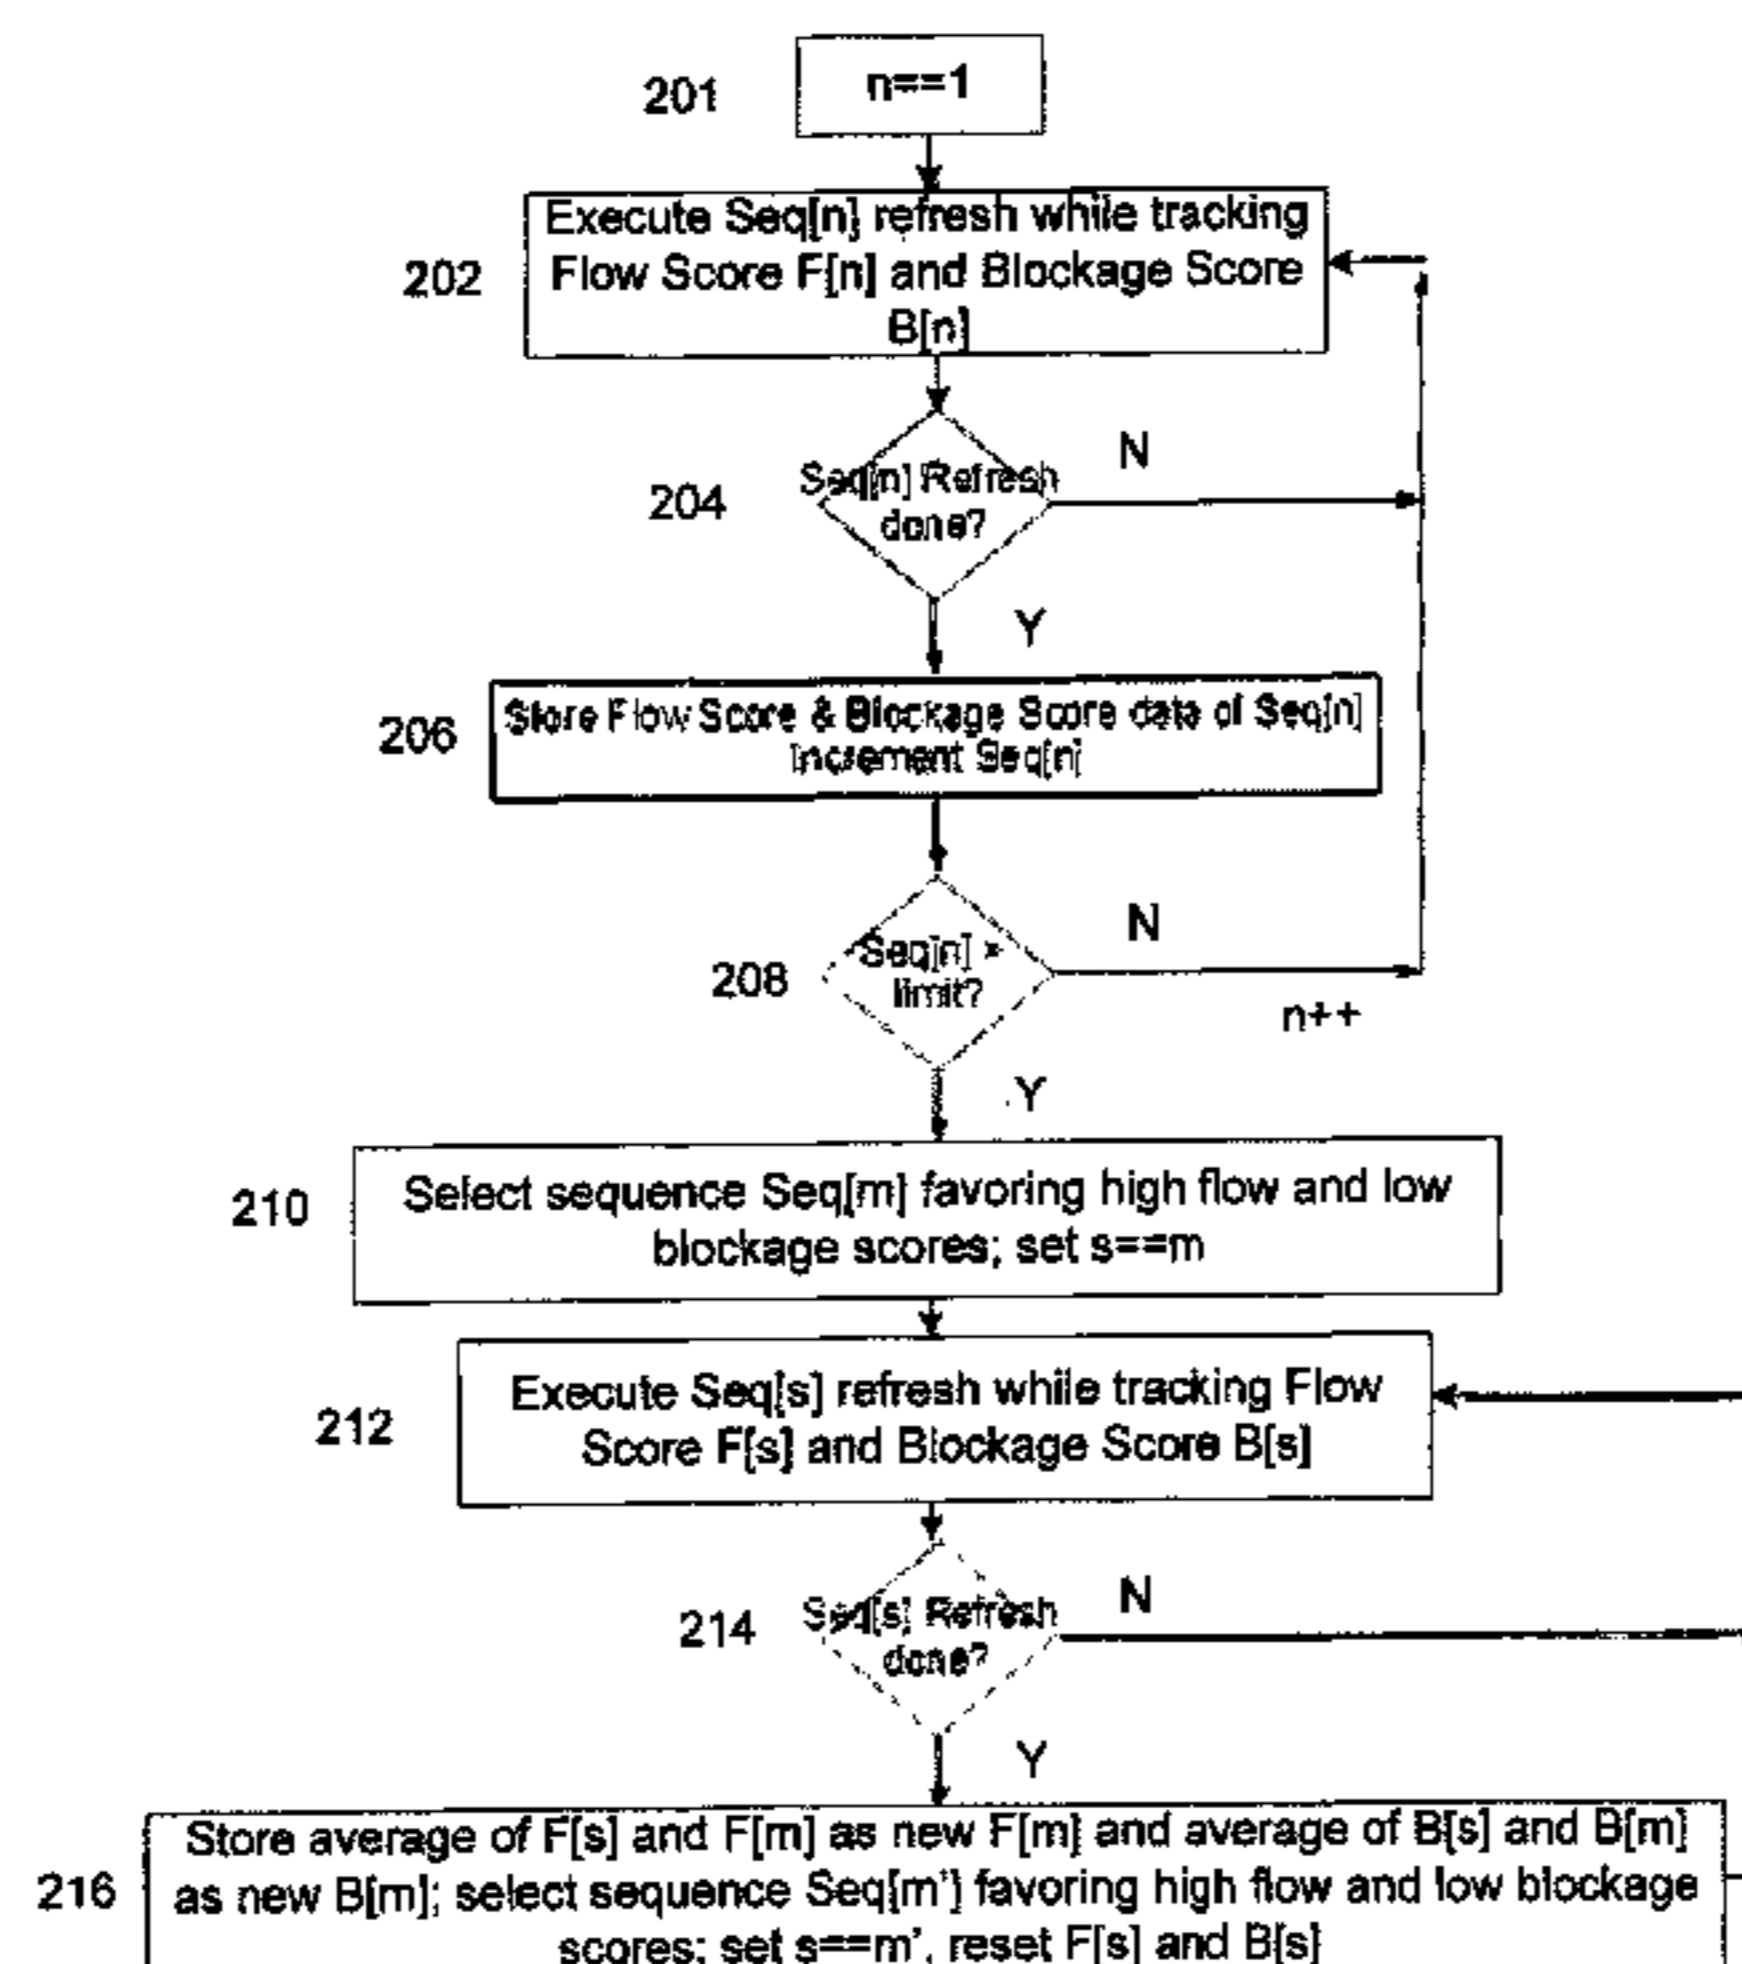 201
n==1
202
Execute Seq[n] refresh while tracking
Flow Score F[n] and Blockage Score
B[n]
204
Seq[n] Refresh
done?
N
Y
206
Store Flow Score & Blockage Score data of Seq[n]
Increment Seq[n]
208
Seq[n] >
limit?
N
n++
Y
210
Select sequence Seq[m] favoring high flow and low
blockage scores; set s==m
212
Execute Seq[s] refresh while tracking Flow
Score F[s] and Blockage Score B[s]
214
Seq[s] Refresh
done?
N
Y
216
Store average of F[s] and F[m] as new F[m] and average of B[s] and B[m]
as new B[m]; select sequence Seq[m'] favoring high flow and low blockage
scores; set s==m', reset F[s] and B[s]